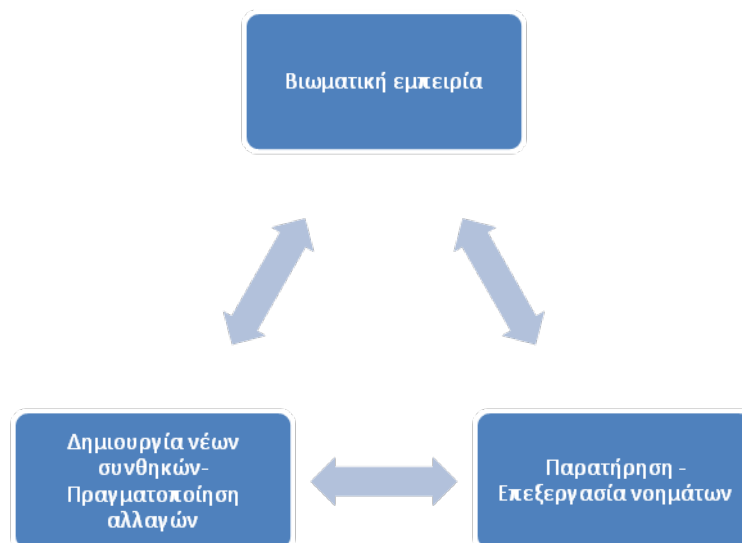 Βιωματική εμπειρία
Δημιουργία νέων
συνθηκών-
Πραγματοποίηση
αλλαγών
Παρατήρηση -
Επεξεργασία νοημάτων